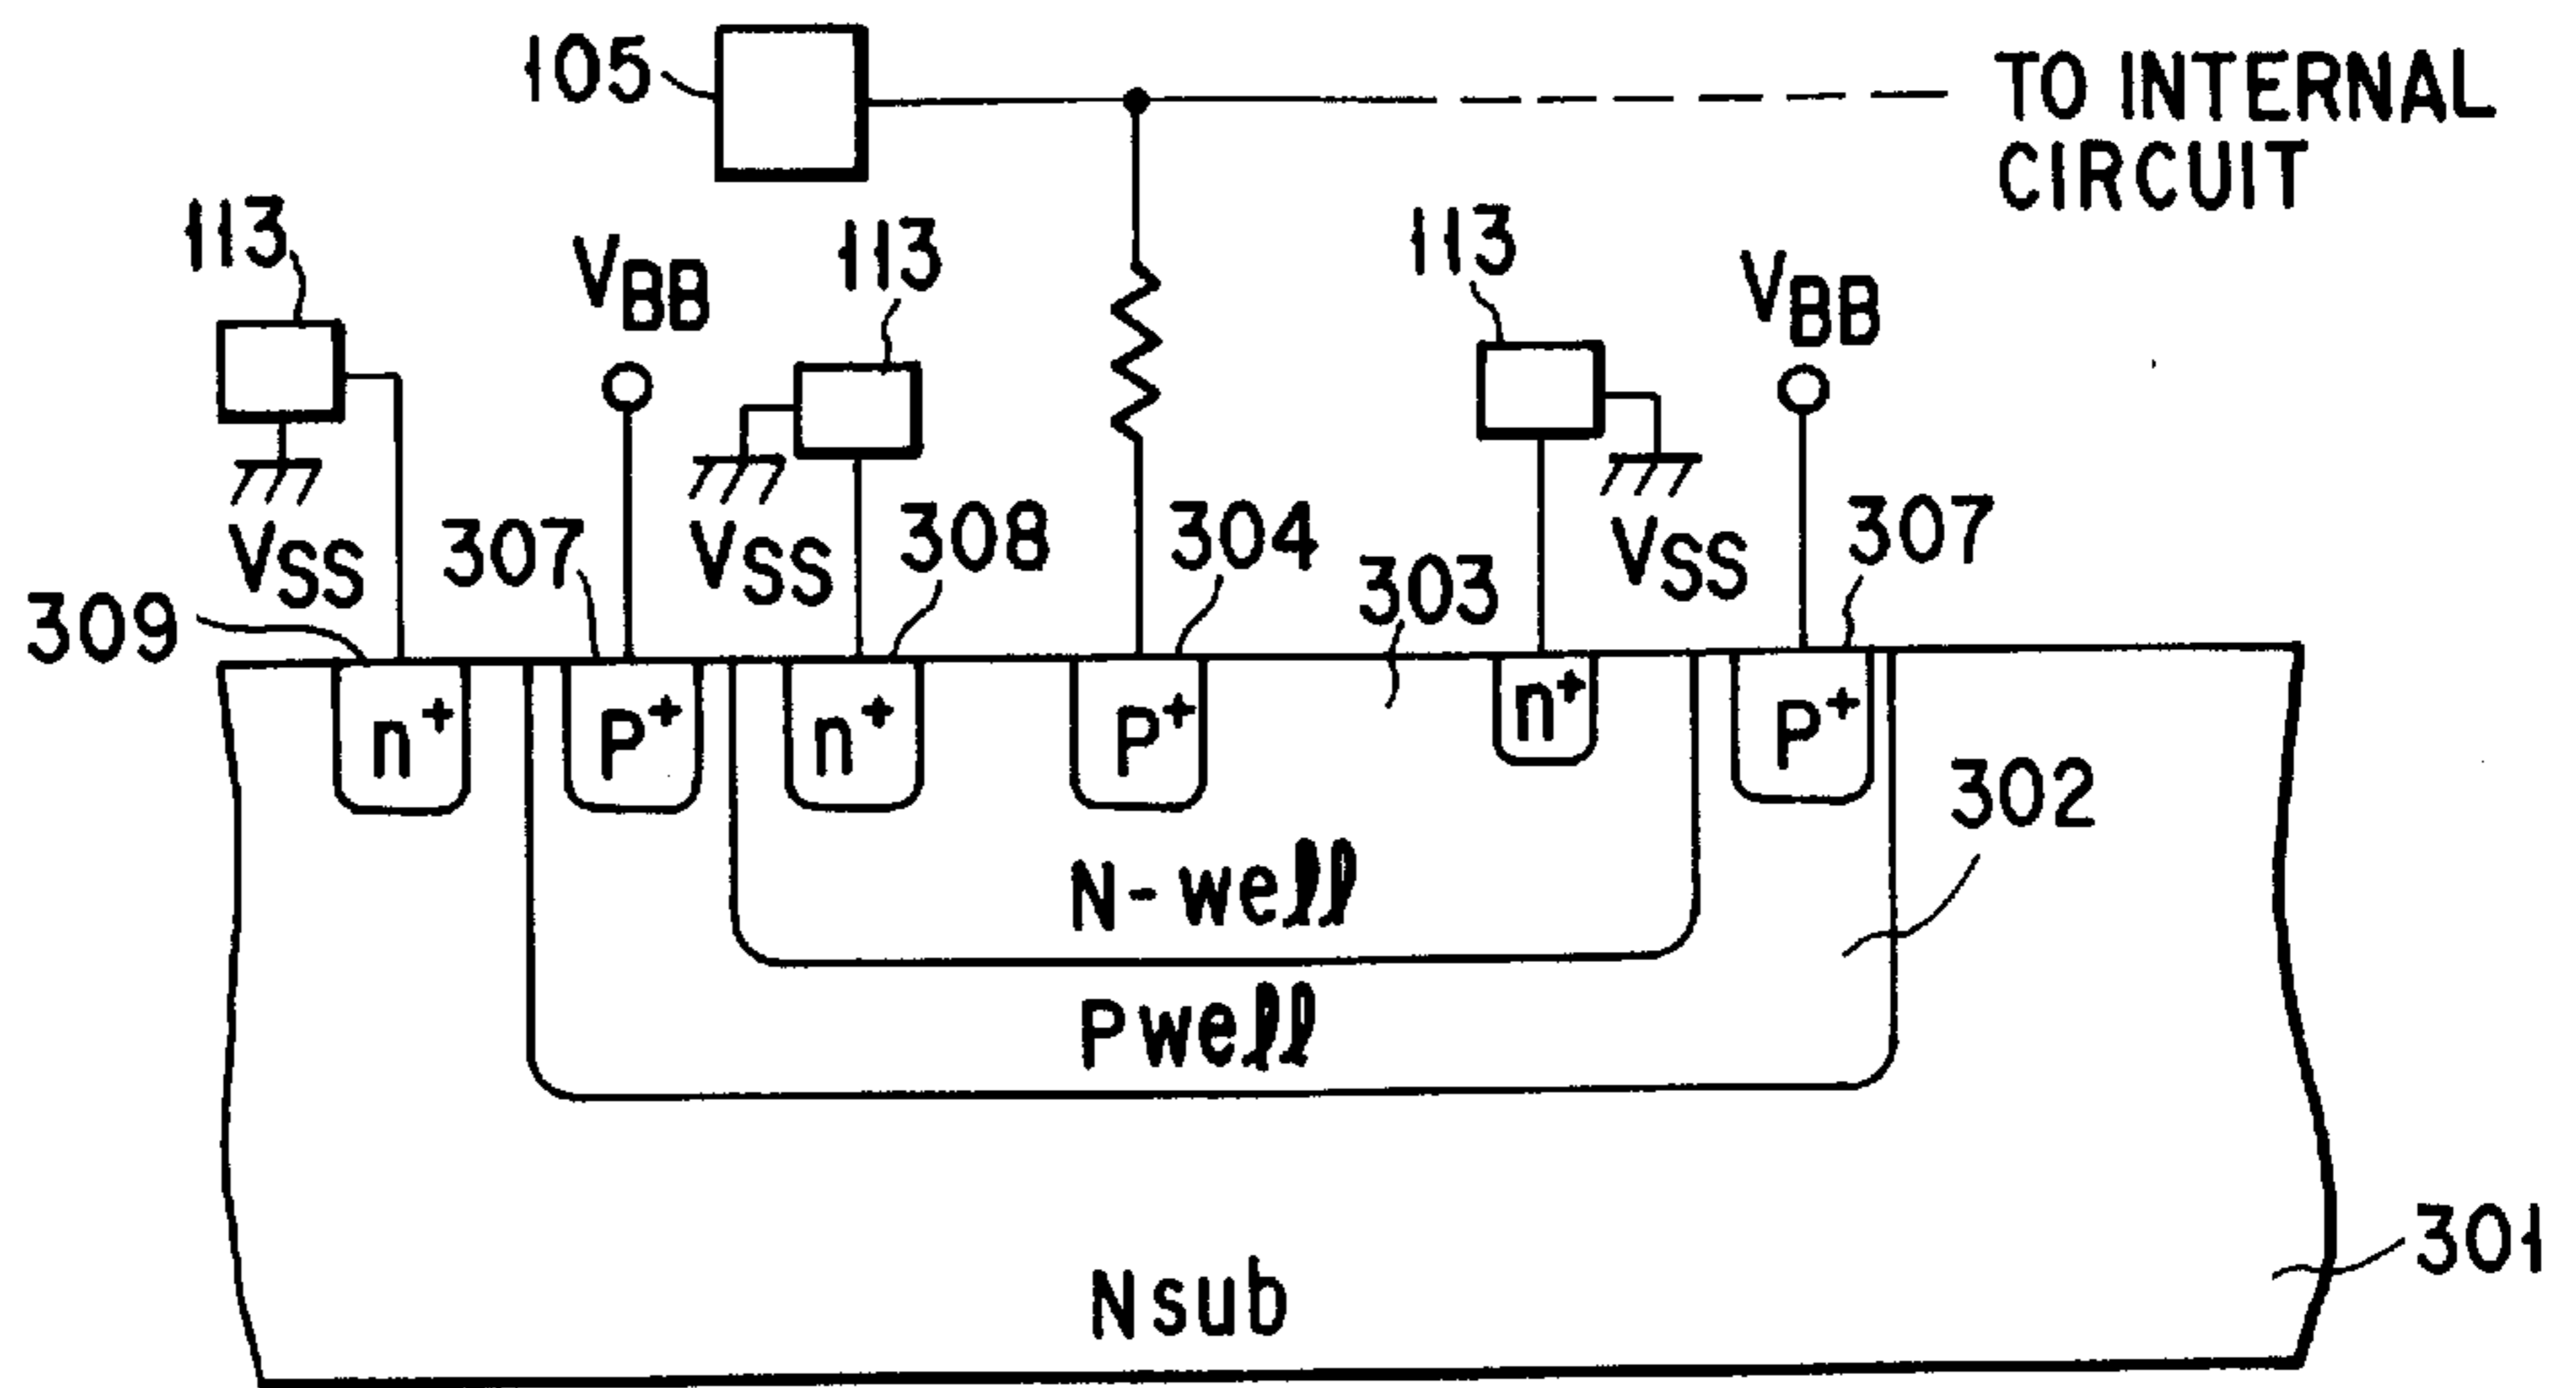 105
TO INTERNAL
CIRCUIT
113
VBB
113
113
VBB
VSS
307
VSS
308
304
303
VSS
307
309
n+
P+
n+
P+
n+
P+
302
N-well
Pwell
301
Nsub